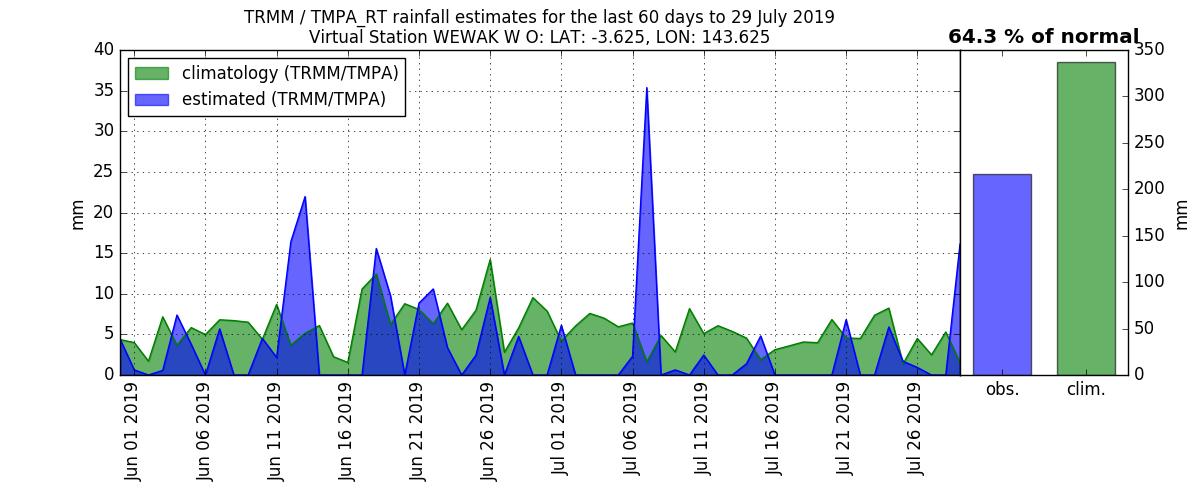 TRMM / TMPA_RT rainfall estimates for the last 60 days to 29 July 2019
Virtual Station WEWAK W O: LAT: -3.625, LON: 143.625
64.3 % of normal
climatology (TRMM/TMPA)
estimated (TRMM/TMPA)
40
35
30
25
20
15
10
5
0
mm
350
300
250
200
150
100
50
0
mm
obs.
clim.
Jun 01 2019
Jun 06 2019
Jun 11 2019
Jun 16 2019
Jun 21 2019
Jun 26 2019
Jul 01 2019
Jul 06 2019
Jul 11 2019
Jul 16 2019
Jul 21 2019
Jul 26 2019